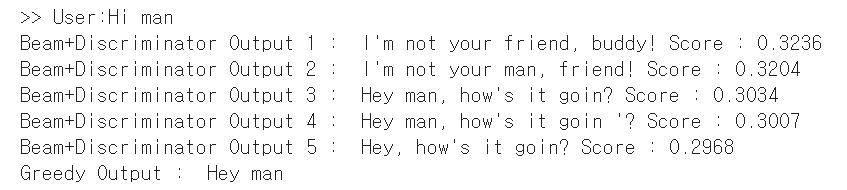 >> User:Hi man
Beam+Discriminator Output 1 :  I'm not your friend, buddy! Score : 0.3236
Beam+Discriminator Output 2 :  I'm not your man, friend! Score : 0.3204
Beam+Discriminator Output 3 :  Hey man, how's it goin? Score : 0.3034
Beam+Discriminator Output 4 :  Hey man, how's it goin '? Score : 0.3007
Beam+Discriminator Output 5 :  Hey, how's it goin? Score : 0.2968
Greedy Output :  Hey man